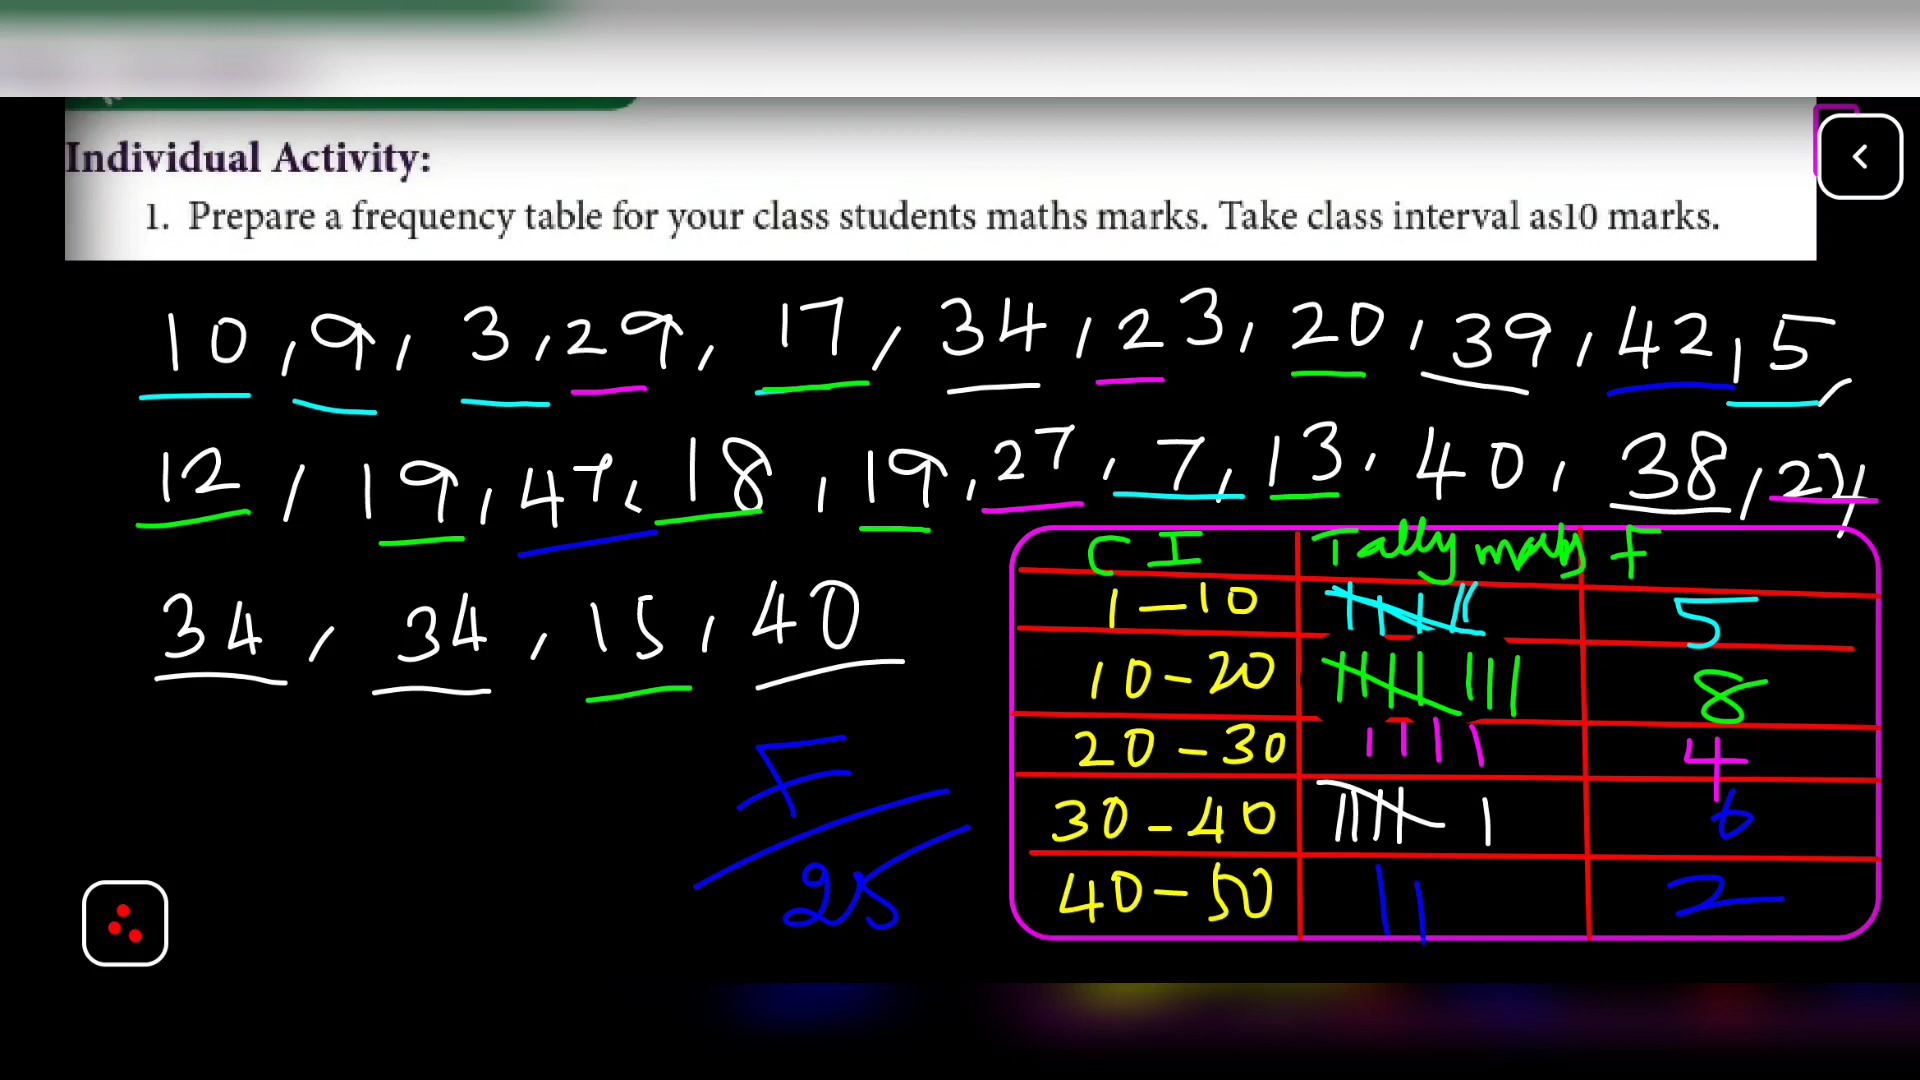 Individual Activity:
1. Prepare a frequency table for your class students maths marks. Take class interval as10 marks.
10, 9, 3, 29, 17, 34, 23, 20, 39, 42, 5,
12, 19, 47, 18, 19, 27, 7, 13, 40, 38, 24,
34, 34, 15, 40
C I Tally marks F
1-10 5
10-20 8
20-30 4
30-40 6
40-50 2
F
25